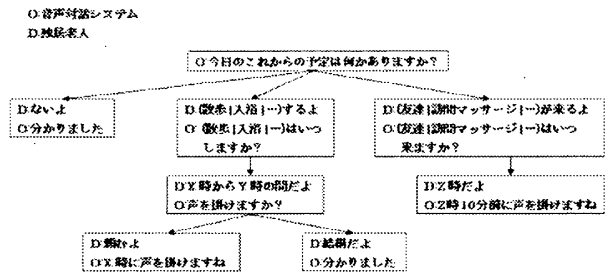 O:音声対話システム
D:独居老人
O:今日のこれからの予定は何かありますか?
D:ないよ
O:分かりました
D:(散歩|入浴|…)するよ
O:(散歩|入浴|…)はいつ
しますか?
D:(友達|訪問マッサージ|…)が来るよ
O:(友達|訪問マッサージ|…)はいつ
来ますか?
D:X時からY時の間だよ
O:声を掛けますか?
D:Z時だよ
O:Z時10分前に声を掛けますね
D:頼むよ
O:X時に声を掛けますね
D:結構だよ
O:分かりました